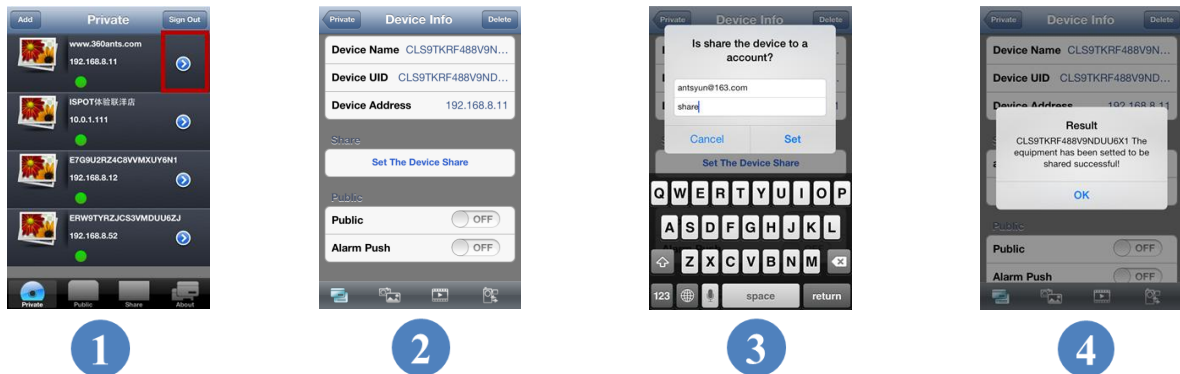 Add Private Sign Out
www.360ants.com
192.168.8.11
ISPOT体验联洋店
10.0.1.111
E7G9U2RZ4C8VVMXUY6N1
192.168.8.12
ERW9TYRZJCS3VMDUU6ZJ
192.168.8.52
Private Public Share About
1
Private Device Info Delete
Device Name CLS9TKRF488V9N...
Device UID CLS9TKRF488V9ND...
Device Address 192.168.8.11
Share
Set The Device Share
Public
Public OFF
Alarm Push OFF
2
Private Device Info Delete
Is share the device to a
account?
antsyun@163.com
share
Cancel Set
Set The Device Share
Q W E R T Y U I O P
A S D F G H J K L
Z X C V B N M
123 space return
3
Private Device Info Delete
Device Name CLS9TKRF488V9N...
Device UID CLS9TKRF488V9ND...
Device Address 192.168.8.11
Result
CLS9TKRF488V9NDUU6X1 The
equipment has been setted to be
shared successful!
OK
Public
Public OFF
Alarm Push OFF
4